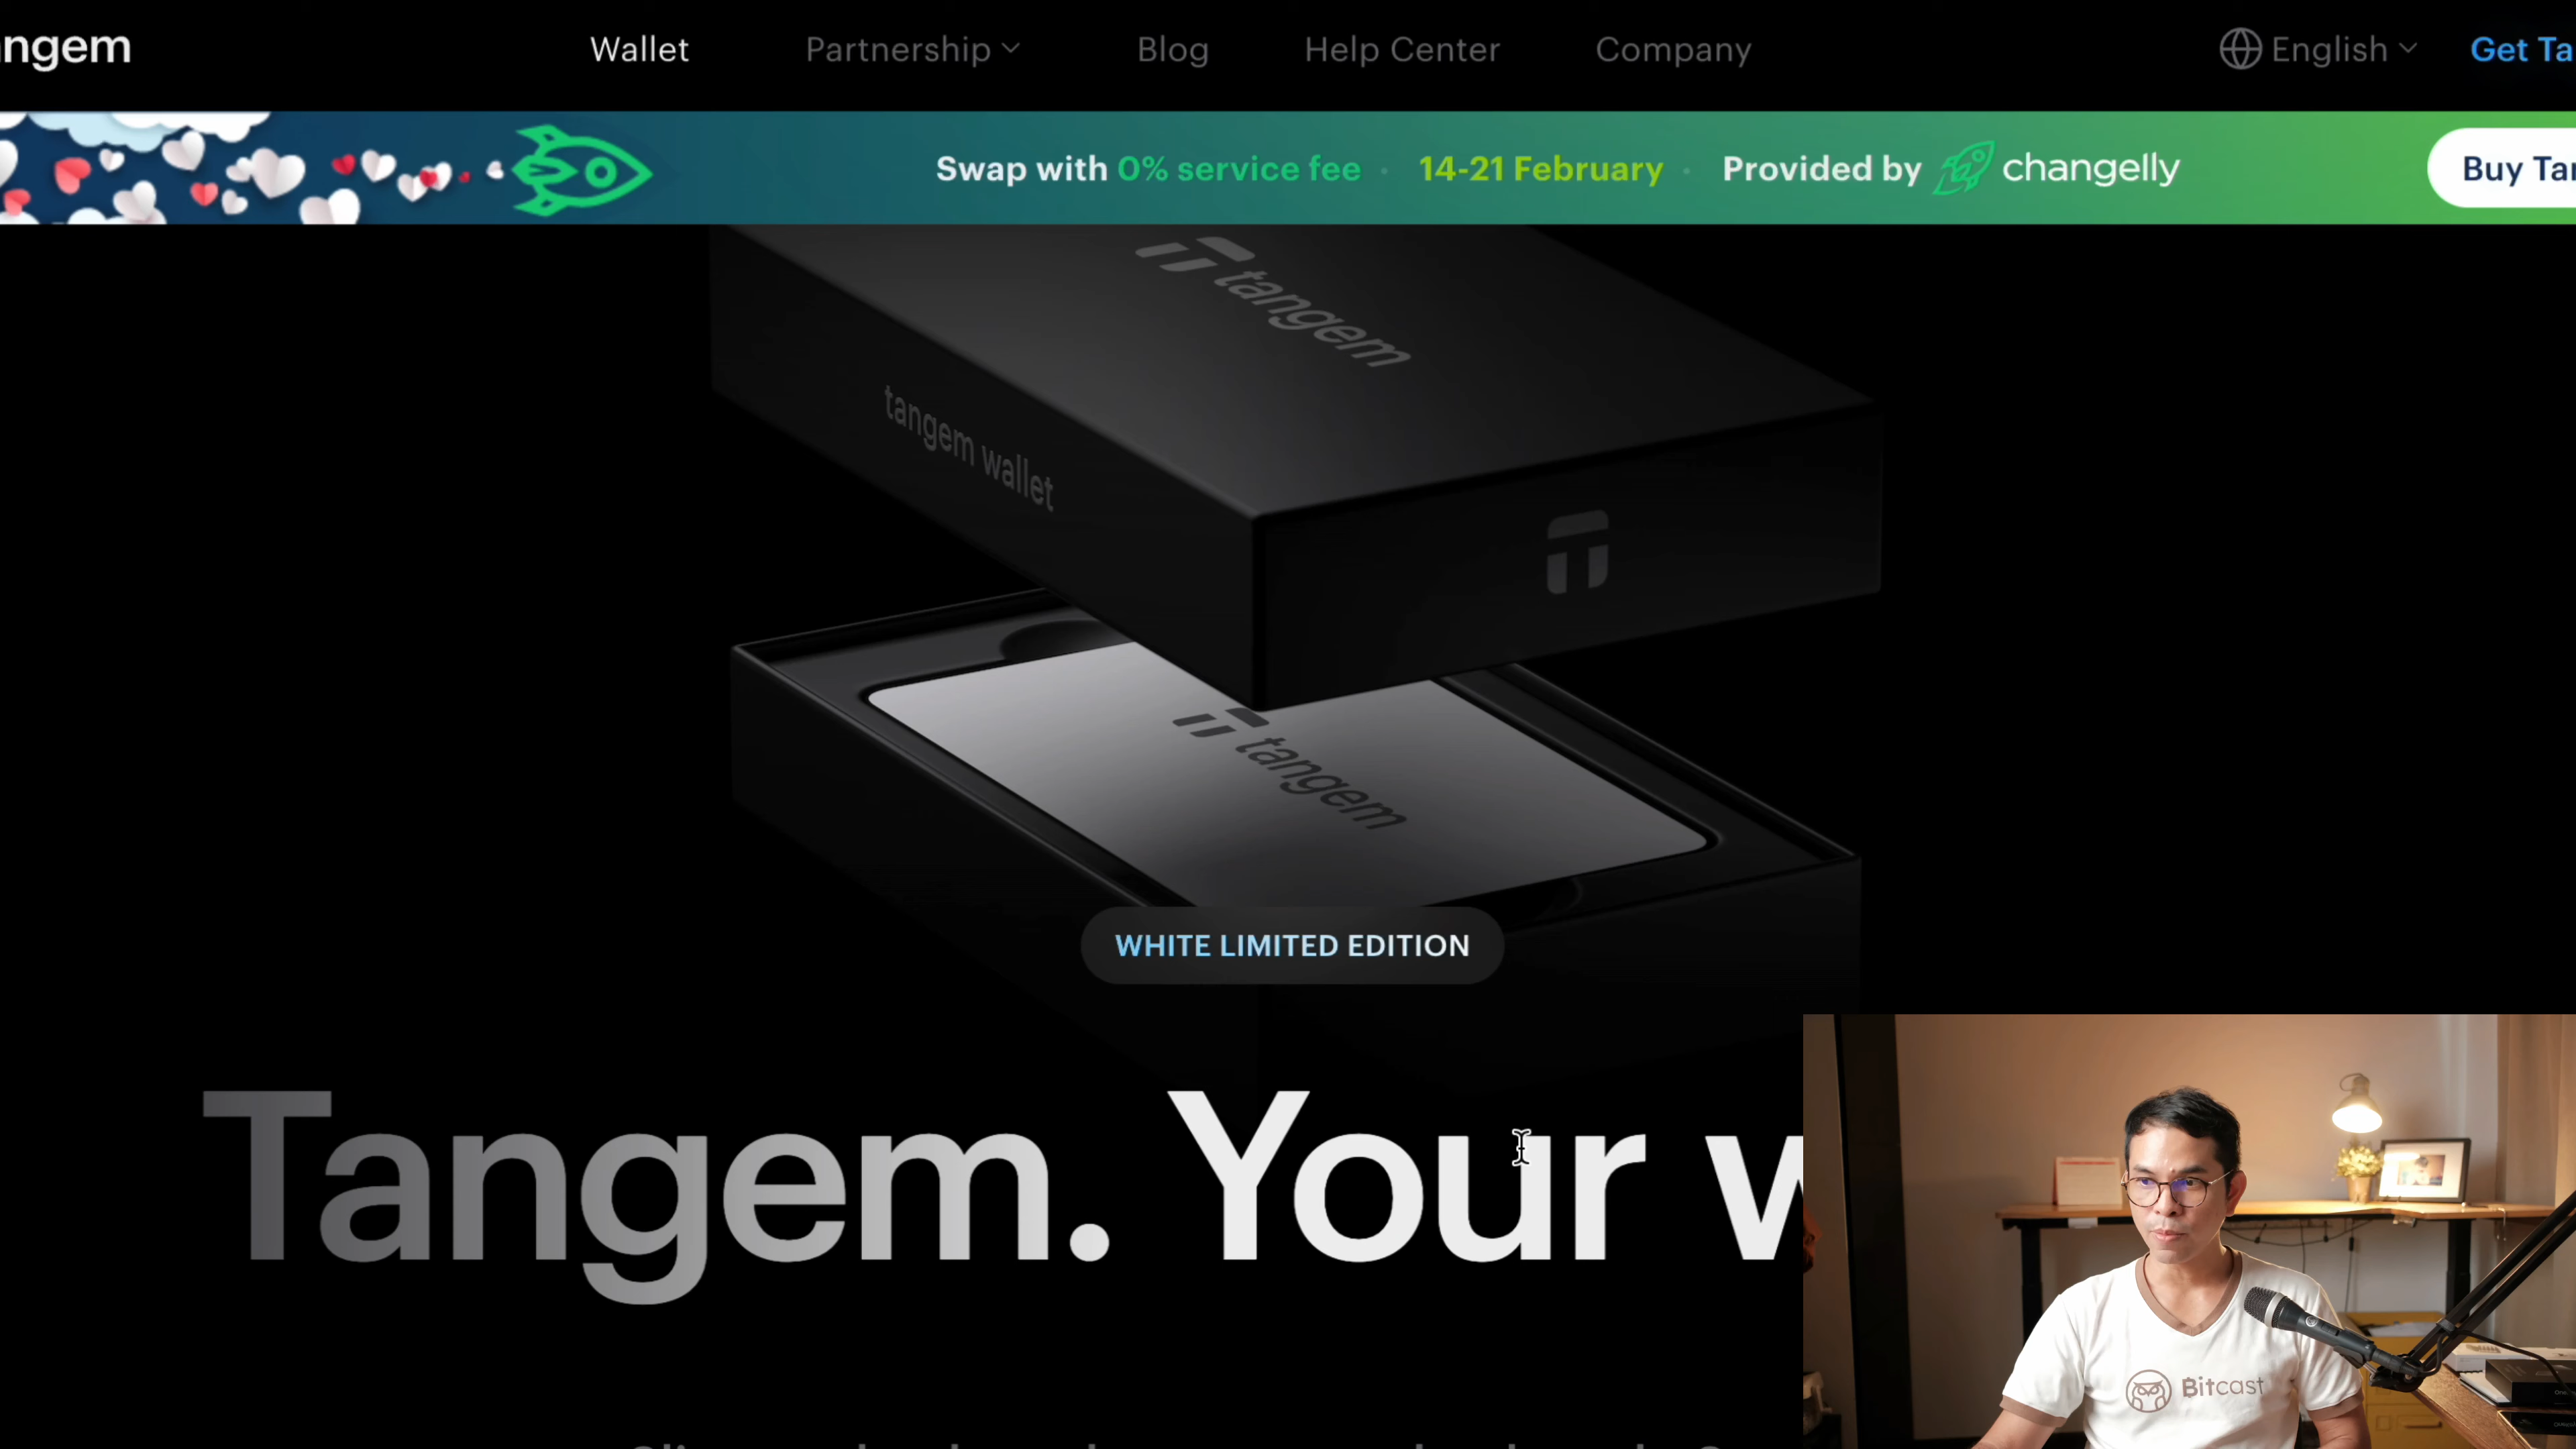 ngem
Wallet
Partnership
Blog
Help Center
Company
English
Get Ta
Swap with 0% service fee · 14-21 February · Provided by changelly
Buy Tan
tangem
tangem wallet
tangem
WHITE LIMITED EDITION
Tangem. Your w
Bitcast